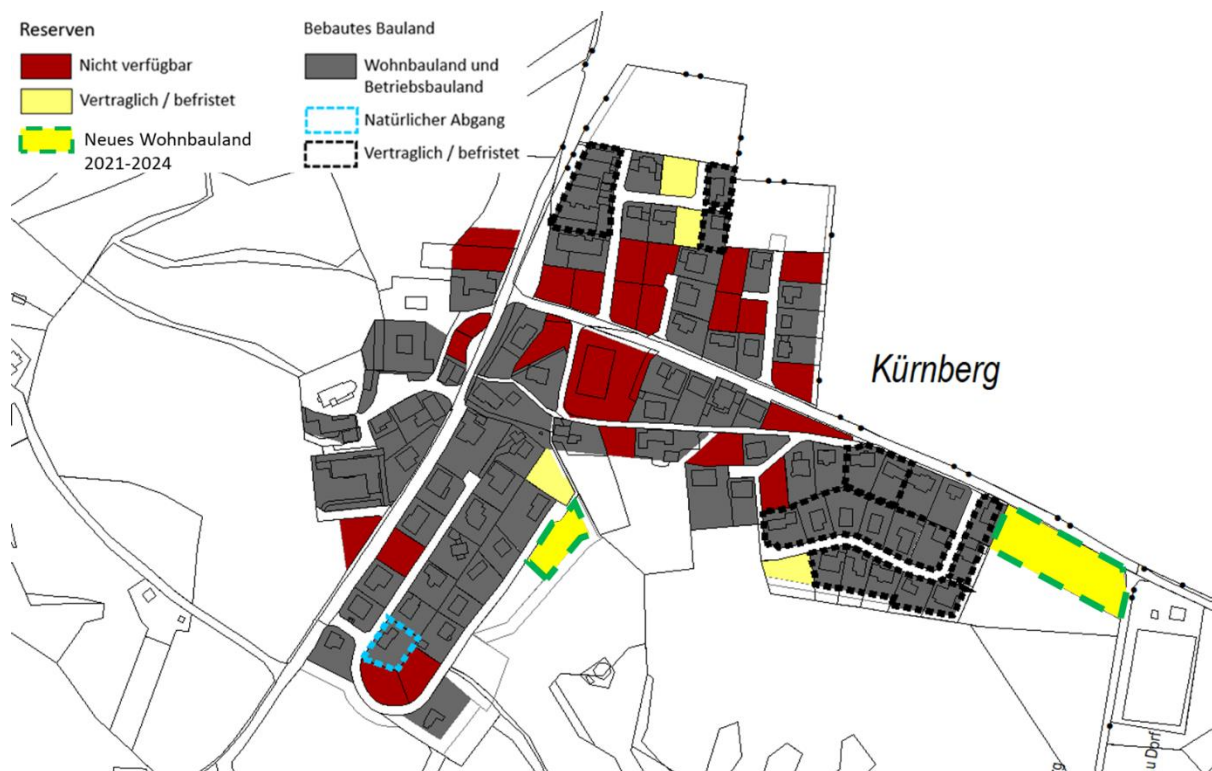 Reserven
Nicht verfügbar
Vertraglich / befristet
Neues Wohnbauland
2021-2024
Bebautes Bauland
Wohnbauland und
Betriebsbauland
Natürlicher Abgang
Vertraglich / befristet
Kürnberg
u Dorf